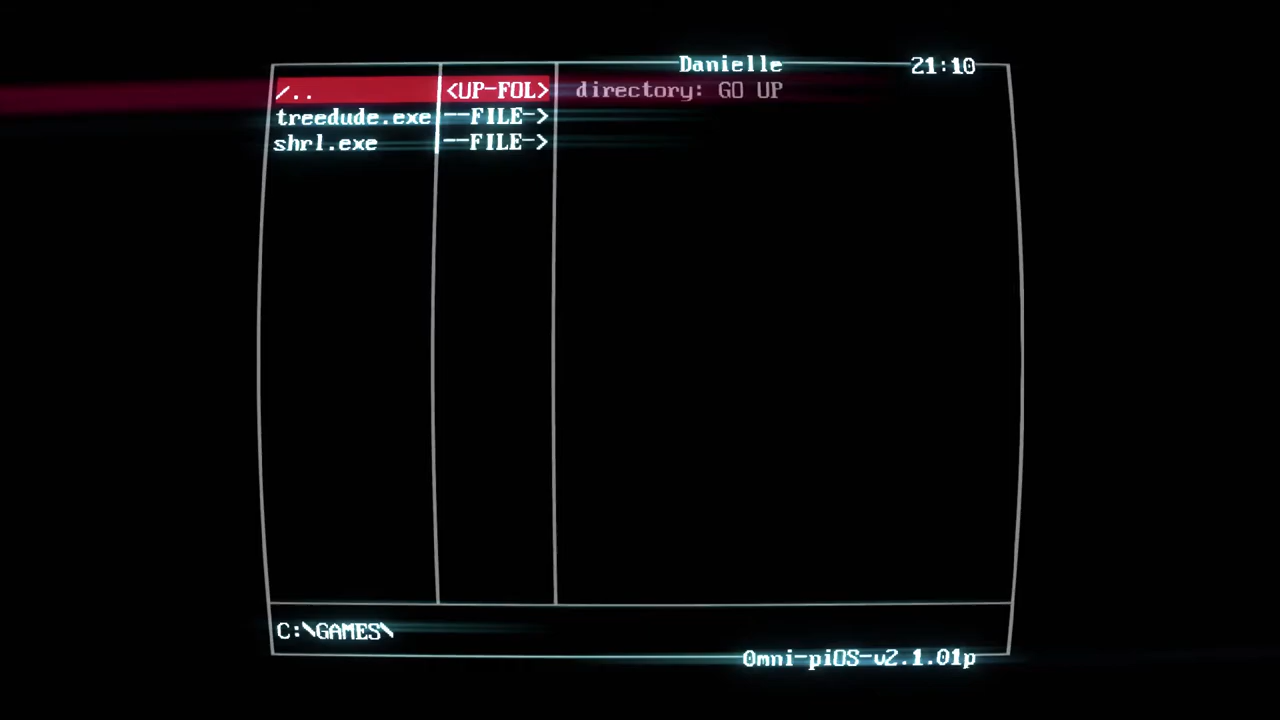 Danielle 21:10
/.. <UP-FOL> directory: GO UP
treedude.exe --FILE->
shrl.exe --FILE->
C:\GAMES\
Omni-piOS-v2.1.01p